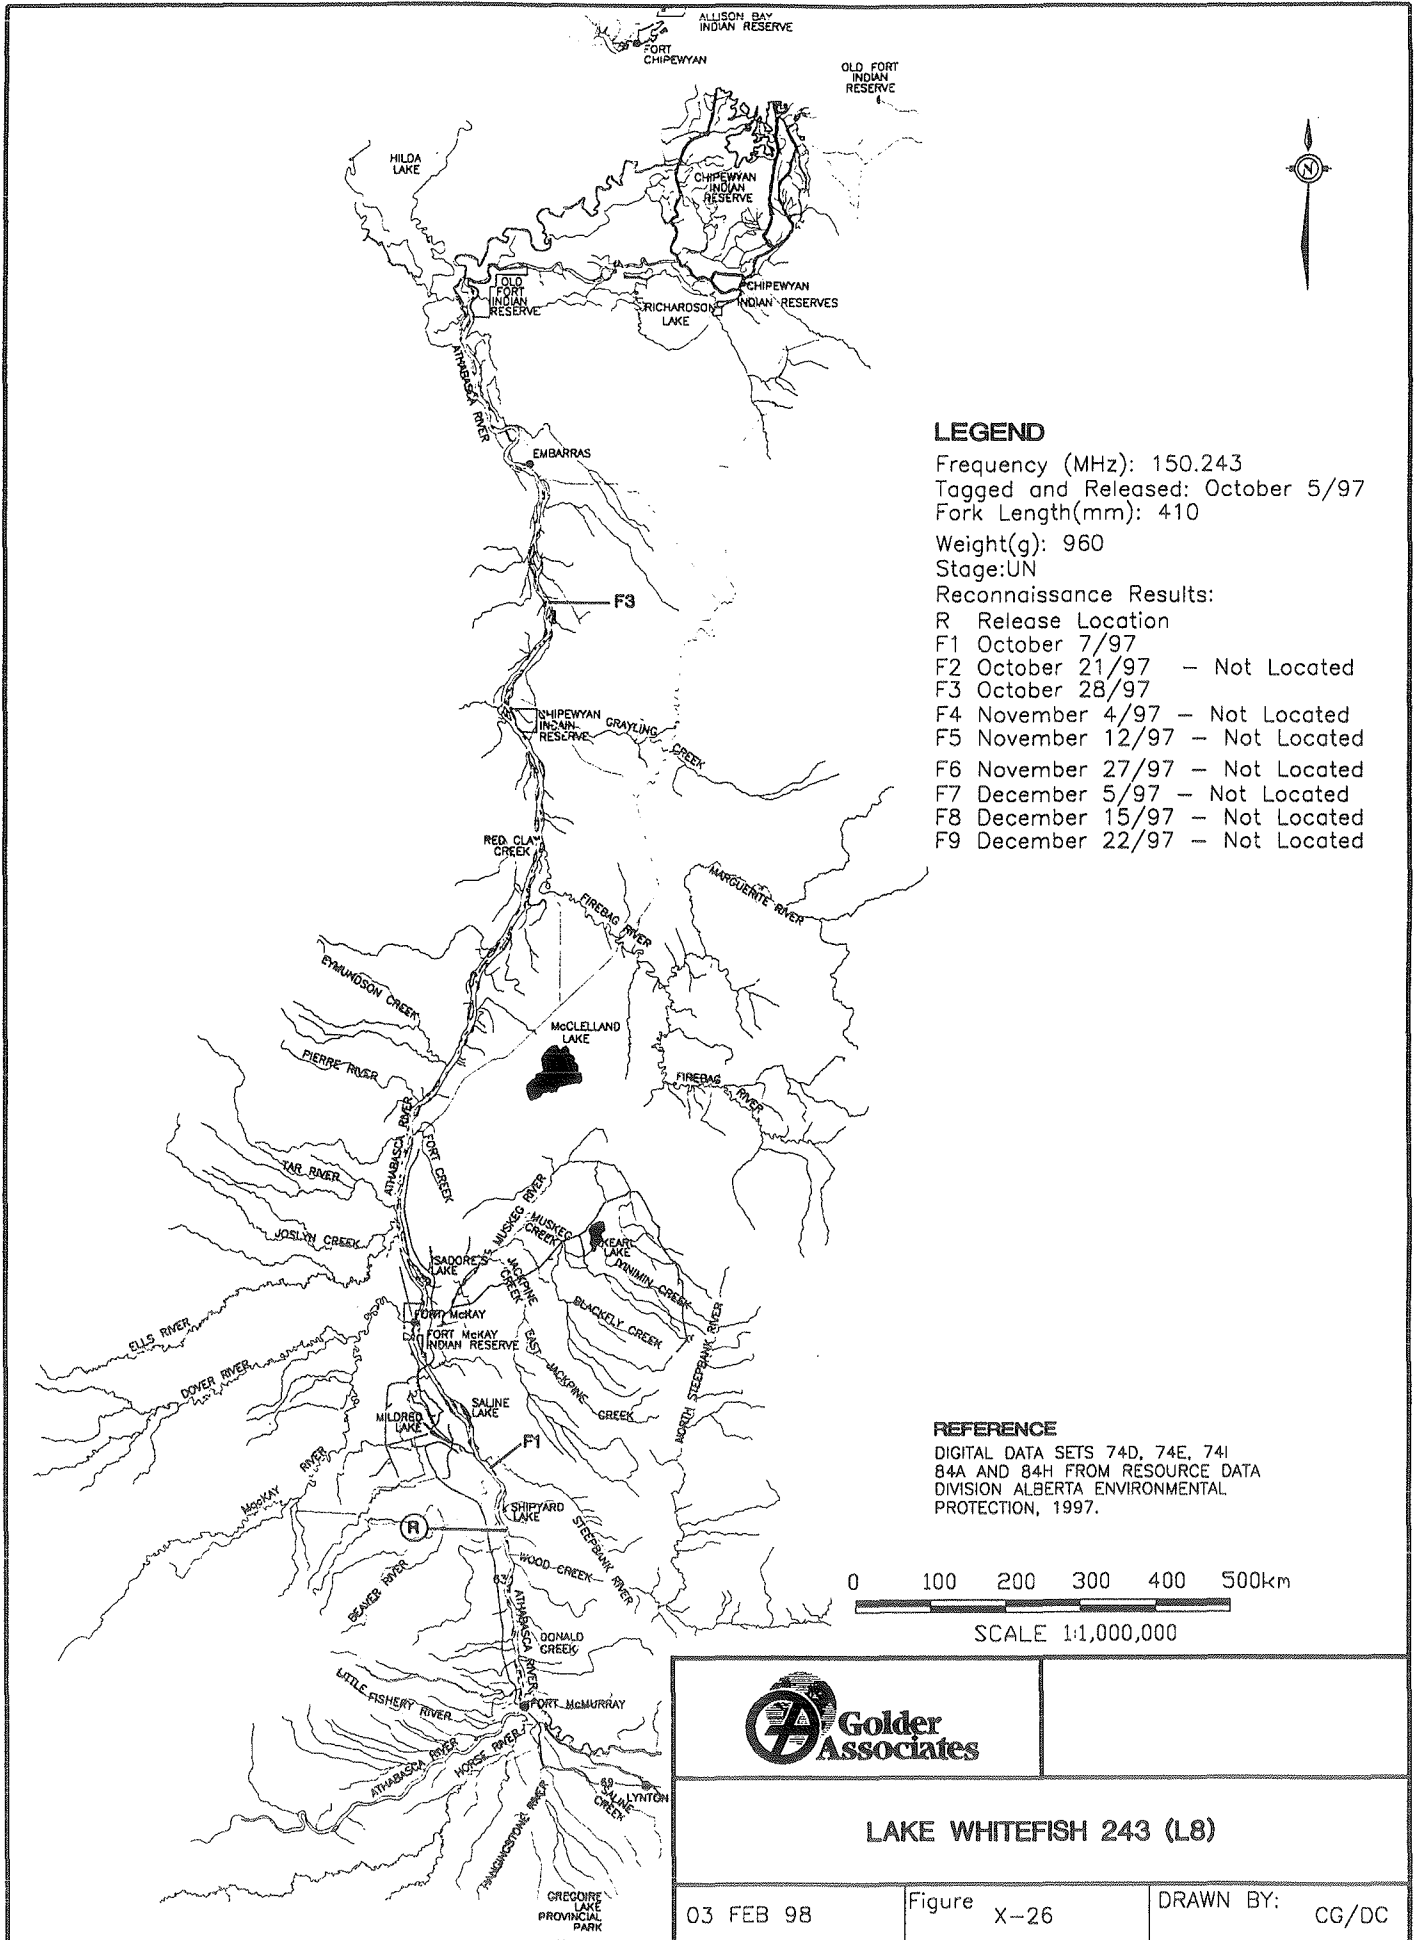 ALLISON BAY
INDIAN RESERVE
FORT
CHIPEWYAN
OLD FORT
INDIAN
RESERVE
HILDA
LAKE
N
CHIPEWYAN
INDIAN
RESERVE
OLD
FORT
INDIAN
RESERVE
CHIPEWYAN
INDIAN RESERVES
RICHARDSON
LAKE
ATHABASCA RIVER
EMBARRAS
LEGEND
Frequency (MHz): 150.243
Tagged and Released: October 5/97
Fork Length(mm): 410
Weight(g): 960
Stage:UN
Reconnaissance Results:
R Release Location
F1 October 7/97
F2 October 21/97 – Not Located
F3 October 28/97
F4 November 4/97 – Not Located
F5 November 12/97 – Not Located
F6 November 27/97 – Not Located
F7 December 5/97 – Not Located
F8 December 15/97 – Not Located
F9 December 22/97 – Not Located
F3
CHIPEWYAN
INDAIN
RESERVE
GRAYLING CREEK
RED CLAY
CREEK
MARGUERITE RIVER
FIREBAG RIVER
EYMUNDSON CREEK
McCLELLAND
LAKE
PIERRE RIVER
FIREBAG RIVER
ATHABASCA RIVER
FORT CREEK
TAR RIVER
MUSKEG RIVER
MUSKEG
CREEK
JOSLYN CREEK
KEARL
LAKE
ISADORE'S
LAKE
JACKPINE
CREEK
IYINIMIN CREEK
BLACKFLY CREEK
FORT McKAY
FORT McKAY
INDIAN RESERVE
ELLS RIVER
EAST JACKPINE CREEK
NORTH STEEPBANK RIVER
DOVER RIVER
SALINE
LAKE
MILDRED
LAKE
F1
MacKAY RIVER
SHIPYARD
LAKE
R
STEEPBANK RIVER
WOOD CREEK
BEAVER RIVER
63
ATHABASCA RIVER
DONALD
CREEK
REFERENCE
DIGITAL DATA SETS 74D, 74E, 74I
84A AND 84H FROM RESOURCE DATA
DIVISION ALBERTA ENVIRONMENTAL
PROTECTION, 1997.
0 100 200 300 400 500km
SCALE 1:1,000,000
LITTLE FISHERY RIVER
FORT McMURRAY
ATHABASCA RIVER
HORSE RIVER
HANGINGSTONE RIVER
69
SALINE
CREEK
LYNTON
GREGOIRE
LAKE
PROVINCIAL
PARK
Golder
Associates
LAKE WHITEFISH 243 (L8)
03 FEB 98
Figure X–26
DRAWN BY: CG/DC